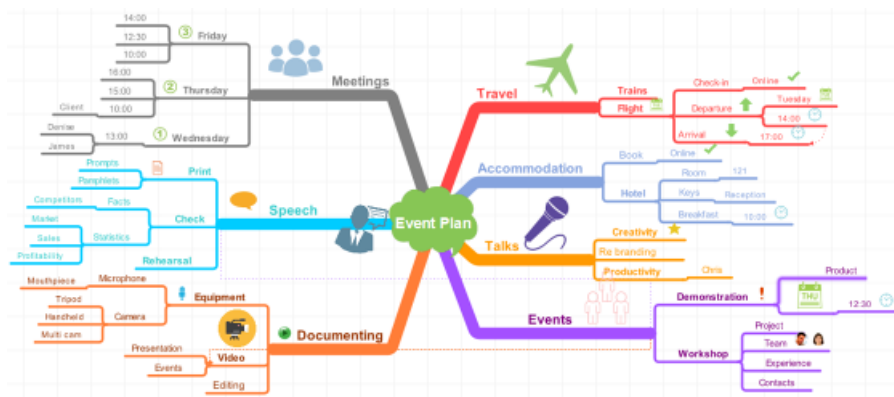 Event Plan
Meetings
Friday
3
14:00
12:30
10:00
Thursday
2
16:00
15:00
10:00
Client
Wednesday
1
13:00
Denise
James
Speech
Print
Prompts
Pamphlets
Check
Facts
Competitors
Statistics
Market
Sales
Profitability
Rehearsal
Documenting
Equipment
Microphone
Mouthpiece
Camera
Tripod
Handheld
Multi cam
Video
Presentation
Events
Editing
Travel
Trains
Flight
Check-in
Online
Departure
Tuesday
14:00
Arrival
17:00
Accommodation
Book
Online
Hotel
Room
121
Keys
Reception
Breakfast
10:00
Talks
Creativity
Re branding
Productivity
Chris
Events
Demonstration
!
Product
THU
12:30
Workshop
Project
Team
Experience
Contacts